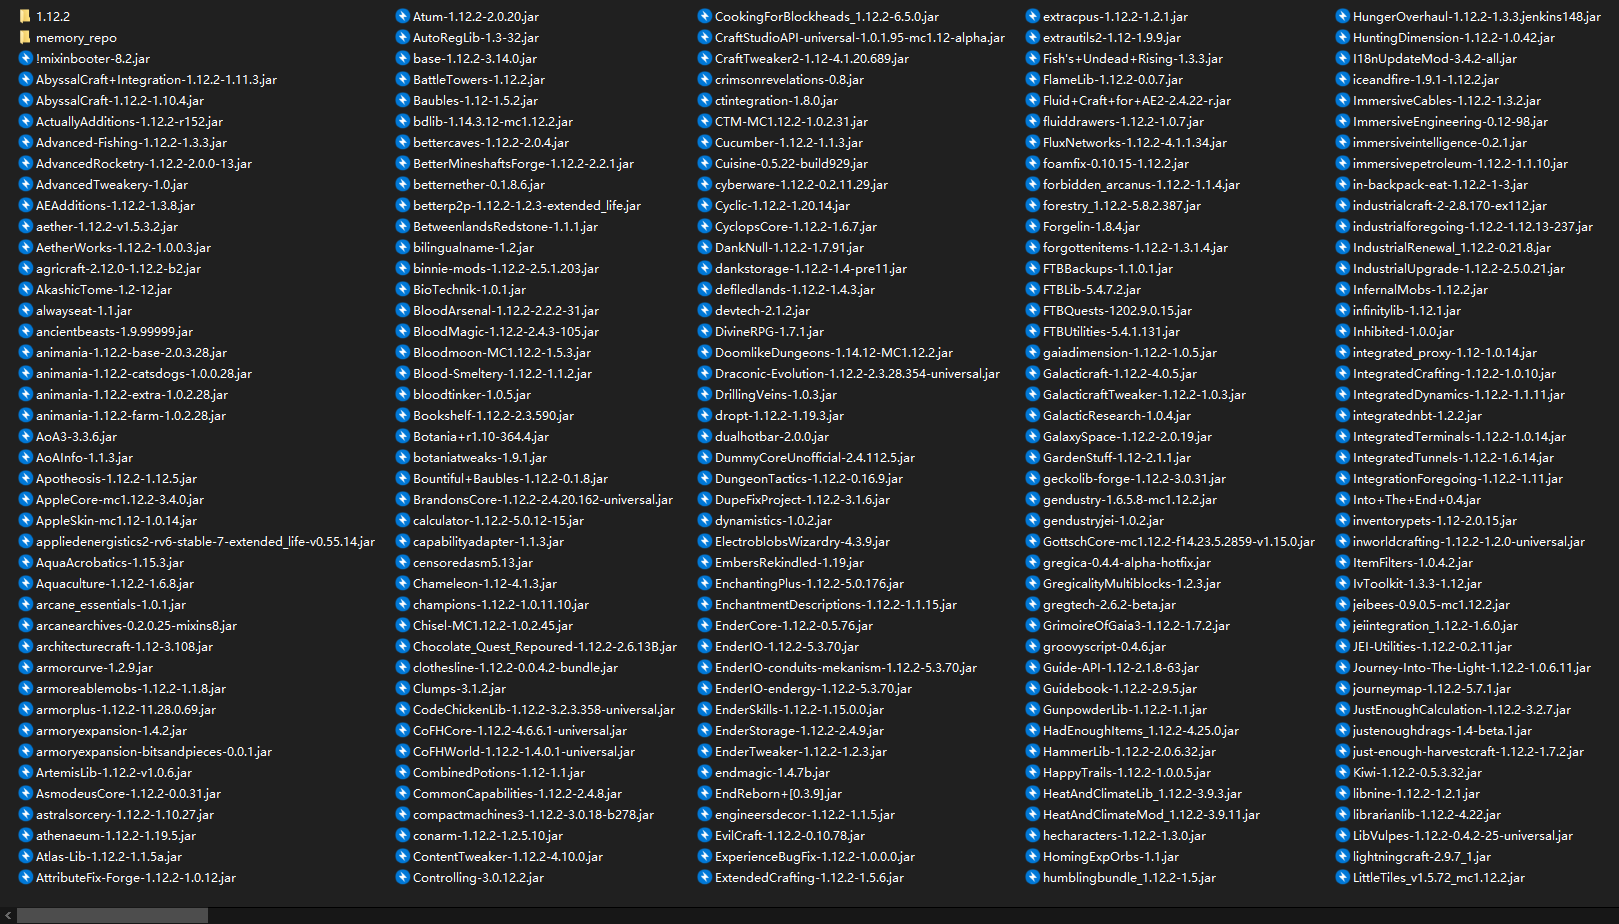 1.12.2
memory_repo
!mixinbooter-8.2.jar
AbyssalCraft+Integration-1.12.2-1.11.3.jar
AbyssalCraft-1.12.2-1.10.4.jar
ActuallyAdditions-1.12.2-r152.jar
Advanced-Fishing-1.12.2-1.3.3.jar
AdvancedRocketry-1.12.2-2.0.0-13.jar
AdvancedTweakery-1.0.jar
AEAdditions-1.12.2-1.3.8.jar
aether-1.12.2-v1.5.3.2.jar
AetherWorks-1.12.2-1.0.0.3.jar
agricraft-2.12.0-1.12.2-b2.jar
AkashicTome-1.2-12.jar
alwayseat-1.1.jar
ancientbeasts-1.9.99999.jar
animania-1.12.2-base-2.0.3.28.jar
animania-1.12.2-catsdogs-1.0.0.28.jar
animania-1.12.2-extra-1.0.2.28.jar
animania-1.12.2-farm-1.0.2.28.jar
AoA3-3.3.6.jar
AoAInfo-1.1.3.jar
Apotheosis-1.12.2-1.12.5.jar
AppleCore-mc1.12.2-3.4.0.jar
AppleSkin-mc1.12-1.0.14.jar
appliedenergistics2-rv6-stable-7-extended_life-v0.55.14.jar
AquaAcrobatics-1.15.3.jar
Aquaculture-1.12.2-1.6.8.jar
arcane_essentials-1.0.1.jar
arcanearchives-0.2.0.25-mixins8.jar
architecturecraft-1.12-3.108.jar
armorcurve-1.2.9.jar
armoreablemobs-1.12.2-1.1.8.jar
armorplus-1.12.2-11.28.0.69.jar
armoryexpansion-1.4.2.jar
armoryexpansion-bitsandpieces-0.0.1.jar
ArtemisLib-1.12.2-v1.0.6.jar
AsmodeusCore-1.12.2-0.0.31.jar
astralsorcery-1.12.2-1.10.27.jar
athenaeum-1.12.2-1.19.5.jar
Atlas-Lib-1.12.2-1.1.5a.jar
AttributeFix-Forge-1.12.2-1.0.12.jar
Atum-1.12.2-2.0.20.jar
AutoRegLib-1.3-32.jar
base-1.12.2-3.14.0.jar
BattleTowers-1.12.2.jar
Baubles-1.12-1.5.2.jar
bdlib-1.14.3.12-mc1.12.2.jar
bettercaves-1.12.2-2.0.4.jar
BetterMineshaftsForge-1.12.2-2.2.1.jar
betternether-0.1.8.6.jar
betterp2p-1.12.2-1.2.3-extended_life.jar
BetweenlandsRedstone-1.1.1.jar
bilingualname-1.2.jar
binnie-mods-1.12.2-2.5.1.203.jar
BioTechnik-1.0.1.jar
BloodArsenal-1.12.2-2.2.2-31.jar
BloodMagic-1.12.2-2.4.3-105.jar
Bloodmoon-MC1.12.2-1.5.3.jar
Blood-Smeltery-1.12.2-1.1.2.jar
bloodtinker-1.0.5.jar
Bookshelf-1.12.2-2.3.590.jar
Botania+r1.10-364.4.jar
botaniatweaks-1.9.1.jar
Bountiful+Baubles-1.12.2-0.1.8.jar
BrandonsCore-1.12.2-2.4.20.162-universal.jar
calculator-1.12.2-5.0.12-15.jar
capabilityadapter-1.1.3.jar
censoredasm5.13.jar
Chameleon-1.12-4.1.3.jar
champions-1.12.2-1.0.11.10.jar
Chisel-MC1.12.2-1.0.2.45.jar
Chocolate_Quest_Repoured-1.12.2-2.6.13B.jar
clothesline-1.12.2-0.0.4.2-bundle.jar
Clumps-3.1.2.jar
CodeChickenLib-1.12.2-3.2.3.358-universal.jar
CoFHCore-1.12.2-4.6.6.1-universal.jar
CoFHWorld-1.12.2-1.4.0.1-universal.jar
CombinedPotions-1.12-1.1.jar
CommonCapabilities-1.12.2-2.4.8.jar
compactmachines3-1.12.2-3.0.18-b278.jar
conarm-1.12.2-1.2.5.10.jar
ContentTweaker-1.12.2-4.10.0.jar
Controlling-3.0.12.2.jar
CookingForBlockheads_1.12.2-6.5.0.jar
CraftStudioAPI-universal-1.0.1.95-mc1.12-alpha.jar
CraftTweaker2-1.12-4.1.20.689.jar
crimsonrevelations-0.8.jar
ctintegration-1.8.0.jar
CTM-MC1.12.2-1.0.2.31.jar
Cucumber-1.12.2-1.1.3.jar
Cuisine-0.5.22-build929.jar
cyberware-1.12.2-0.2.11.29.jar
Cyclic-1.12.2-1.20.14.jar
CyclopsCore-1.12.2-1.6.7.jar
DankNull-1.12.2-1.7.91.jar
dankstorage-1.12.2-1.4-pre11.jar
defiledlands-1.12.2-1.4.3.jar
devtech-2.1.2.jar
DivineRPG-1.7.1.jar
DoomlikeDungeons-1.14.12-MC1.12.2.jar
Draconic-Evolution-1.12.2-2.3.28.354-universal.jar
DrillingVeins-1.0.3.jar
dropt-1.12.2-1.19.3.jar
dualhotbar-2.0.0.jar
DummyCoreUnofficial-2.4.112.5.jar
DungeonTactics-1.12.2-0.16.9.jar
DupeFixProject-1.12.2-3.1.6.jar
dynamistics-1.0.2.jar
ElectroblobsWizardry-4.3.9.jar
EmbersRekindled-1.19.jar
EnchantingPlus-1.12.2-5.0.176.jar
EnchantmentDescriptions-1.12.2-1.1.15.jar
EnderCore-1.12.2-0.5.76.jar
EnderIO-1.12.2-5.3.70.jar
EnderIO-conduits-mekanism-1.12.2-5.3.70.jar
EnderIO-endergy-1.12.2-5.3.70.jar
EnderSkills-1.12.2-1.15.0.0.jar
EnderStorage-1.12.2-2.4.9.jar
EnderTweaker-1.12.2-1.2.3.jar
endmagic-1.4.7b.jar
EndReborn+[0.3.9].jar
engineersdecor-1.12.2-1.1.5.jar
EvilCraft-1.12.2-0.10.78.jar
ExperienceBugFix-1.12.2-1.0.0.0.jar
ExtendedCrafting-1.12.2-1.5.6.jar
extracpus-1.12.2-1.2.1.jar
extrautils2-1.12-1.9.9.jar
Fish's+Undead+Rising-1.3.3.jar
FlameLib-1.12.2-0.0.7.jar
Fluid+Craft+for+AE2-2.4.22-r.jar
fluiddrawers-1.12.2-1.0.7.jar
FluxNetworks-1.12.2-4.1.1.34.jar
foamfix-0.10.15-1.12.2.jar
forbidden_arcanus-1.12.2-1.1.4.jar
forestry_1.12.2-5.8.2.387.jar
Forgelin-1.8.4.jar
forgottenitems-1.12.2-1.3.1.4.jar
FTBBackups-1.1.0.1.jar
FTBLib-5.4.7.2.jar
FTBQuests-1202.9.0.15.jar
FTBUtilities-5.4.1.131.jar
gaiadimension-1.12.2-1.0.5.jar
Galacticraft-1.12.2-4.0.5.jar
GalacticraftTweaker-1.12.2-1.0.3.jar
GalacticResearch-1.0.4.jar
GalaxySpace-1.12.2-2.0.19.jar
GardenStuff-1.12-2.1.1.jar
geckolib-forge-1.12.2-3.0.31.jar
gendustry-1.6.5.8-mc1.12.2.jar
gendustryjei-1.0.2.jar
GottschCore-mc1.12.2-f14.23.5.2859-v1.15.0.jar
gregica-0.4.4-alpha-hotfix.jar
GregicalityMultiblocks-1.2.3.jar
gregtech-2.6.2-beta.jar
GrimoireOfGaia3-1.12.2-1.7.2.jar
groovyscript-0.4.6.jar
Guide-API-1.12-2.1.8-63.jar
Guidebook-1.12.2-2.9.5.jar
GunpowderLib-1.12.2-1.1.jar
HadEnoughItems_1.12.2-4.25.0.jar
HammerLib-1.12.2-2.0.6.32.jar
HappyTrails-1.12.2-1.0.0.5.jar
HeatAndClimateLib_1.12.2-3.9.3.jar
HeatAndClimateMod_1.12.2-3.9.11.jar
hecharacters-1.12.2-1.3.0.jar
HomingExpOrbs-1.1.jar
humblingbundle_1.12.2-1.5.jar
HungerOverhaul-1.12.2-1.3.3.jenkins148.jar
HuntingDimension-1.12.2-1.0.42.jar
I18nUpdateMod-3.4.2-all.jar
iceandfire-1.9.1-1.12.2.jar
ImmersiveCables-1.12.2-1.3.2.jar
ImmersiveEngineering-0.12-98.jar
immersiveintelligence-0.2.1.jar
immersivepetroleum-1.12.2-1.1.10.jar
in-backpack-eat-1.12.2-1-3.jar
industrialcraft-2-2.8.170-ex112.jar
industrialforegoing-1.12.2-1.12.13-237.jar
IndustrialRenewal_1.12.2-0.21.8.jar
IndustrialUpgrade-1.12.2-2.5.0.21.jar
InfernalMobs-1.12.2.jar
infinitylib-1.12.1.jar
Inhibited-1.0.0.jar
integrated_proxy-1.12-1.0.14.jar
IntegratedCrafting-1.12.2-1.0.10.jar
IntegratedDynamics-1.12.2-1.1.11.jar
integratednbt-1.2.2.jar
IntegratedTerminals-1.12.2-1.0.14.jar
IntegratedTunnels-1.12.2-1.6.14.jar
IntegrationForegoing-1.12.2-1.11.jar
Into+The+End+0.4.jar
inventorypets-1.12-2.0.15.jar
inworldcrafting-1.12.2-1.2.0-universal.jar
ItemFilters-1.0.4.2.jar
IvToolkit-1.3.3-1.12.jar
jeibees-0.9.0.5-mc1.12.2.jar
jeiintegration_1.12.2-1.6.0.jar
JEI-Utilities-1.12.2-0.2.11.jar
Journey-Into-The-Light-1.12.2-1.0.6.11.jar
journeymap-1.12.2-5.7.1.jar
JustEnoughCalculation-1.12.2-3.2.7.jar
justenoughdrags-1.4-beta.1.jar
just-enough-harvestcraft-1.12.2-1.7.2.jar
Kiwi-1.12.2-0.5.3.32.jar
libnine-1.12.2-1.2.1.jar
librarianlib-1.12.2-4.22.jar
LibVulpes-1.12.2-0.4.2-25-universal.jar
lightningcraft-2.9.7_1.jar
LittleTiles_v1.5.72_mc1.12.2.jar